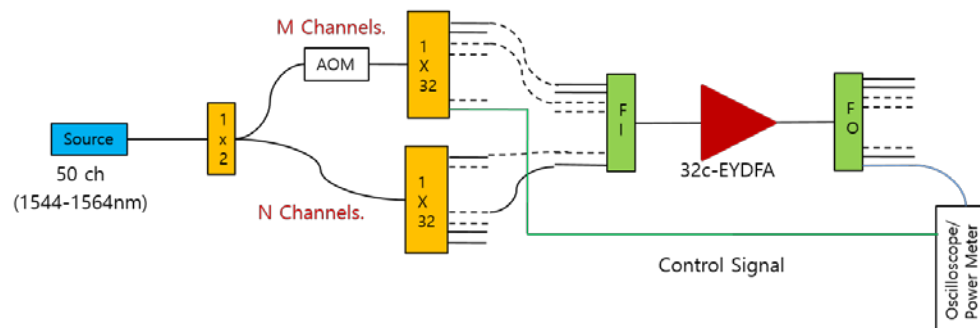 M Channels.
AOM
1
X
32
Source
50 ch
(1544-1564nm)
1
x
2
N Channels.
1
X
32
F
I
32c-EYDFA
F
O
Control Signal
Oscilloscope/
Power Meter